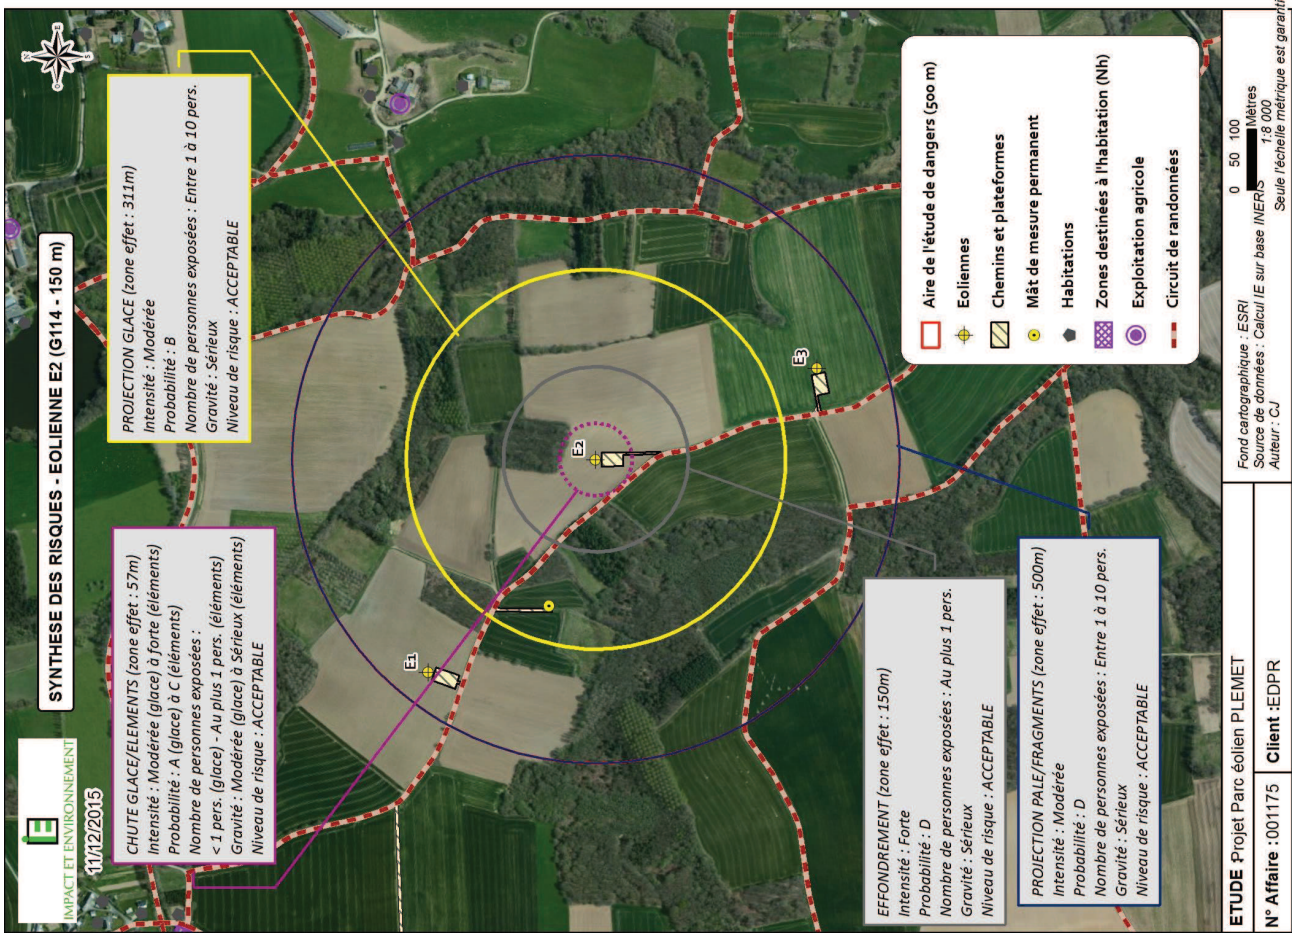 SYNTHESE DES RISQUES - EOLIENNE E2 (G114 - 150 m)
iE
IMPACT ET ENVIRONNEMENT
11/12/2015
N
E
S
O
CHUTE GLACE/ELEMENTS (zone effet : 57m)
Intensité : Modérée (glace) à forte (éléments)
Probabilité : A (glace) à C (éléments)
Nombre de personnes exposées :
< 1 pers. (glace) - Au plus 1 pers. (éléments)
Gravité : Modérée (glace) à Sérieux (éléments)
Niveau de risque : ACCEPTABLE
PROJECTION GLACE (zone effet : 311m)
Intensité : Modérée
Probabilité : B
Nombre de personnes exposées : Entre 1 à 10 pers.
Gravité : Sérieux
Niveau de risque : ACCEPTABLE
E1
E2
E3
EFFONDREMENT (zone effet : 150m)
Intensité : Forte
Probabilité : D
Nombre de personnes exposées : Au plus 1 pers.
Gravité : Sérieux
Niveau de risque : ACCEPTABLE
PROJECTION PALE/FRAGMENTS (zone effet : 500m)
Intensité : Modérée
Probabilité : D
Nombre de personnes exposées : Entre 1 à 10 pers.
Gravité : Sérieux
Niveau de risque : ACCEPTABLE
Aire de l'étude de dangers (500 m)
Eoliennes
Chemins et plateformes
Mât de mesure permanent
Habitations
Zones destinées à l'habitation (Nh)
Exploitation agricole
Circuit de randonnées
ETUDE :Projet Parc éolien PLEMET
N° Affaire :001175
Client :EDPR
Fond cartographique : ESRI
Source de données : Calcul IE sur base INERIS
Auteur : CJ
0 50 100
Mètres
1:8 000
Seule l'échelle métrique est garanti